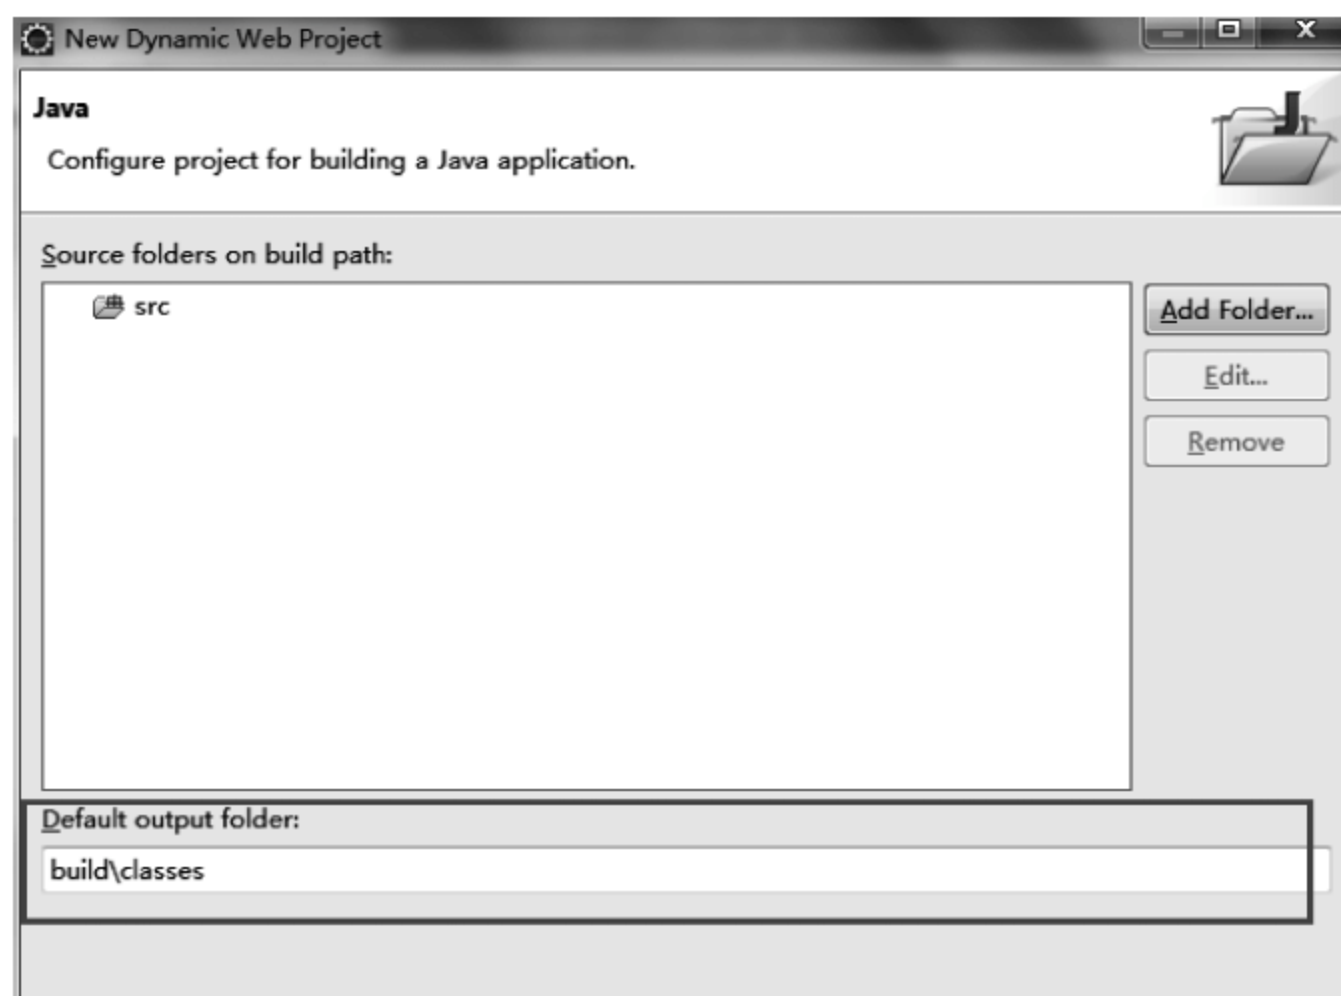 New Dynamic Web Project
Java
Configure project for building a Java application.
Source folders on build path:
src
Add Folder...
Edit...
Remove
Default output folder:
build\classes